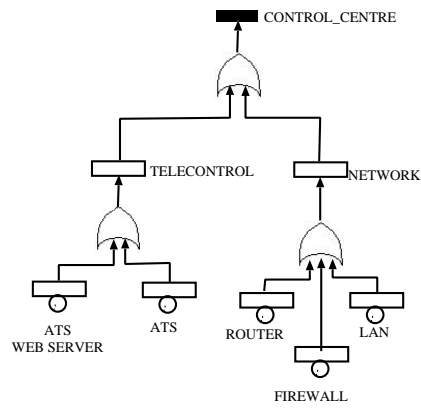 CONTROL_CENTRE
TELECONTROL
NETWORK
ATS
WEB SERVER
ATS
ROUTER
LAN
FIREWALL